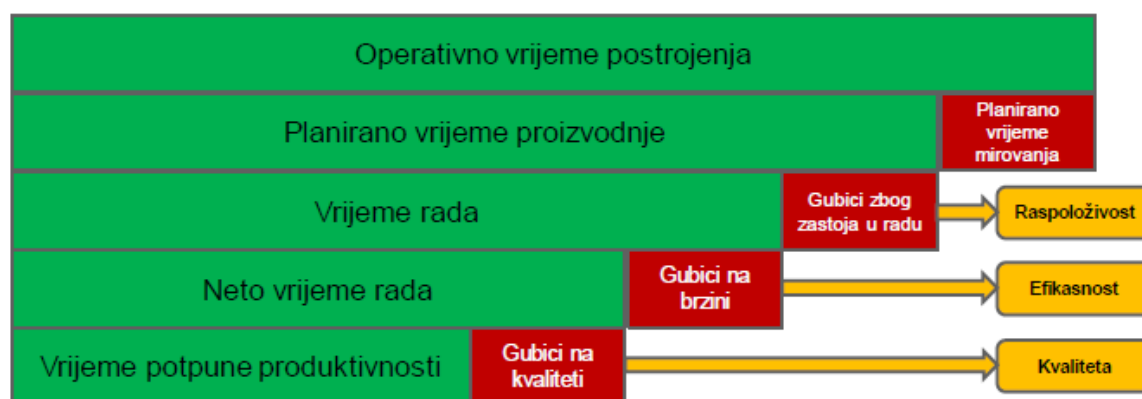 Operativno vrijeme postrojenja
Planirano vrijeme proizvodnje
Planirano
vrijeme
mirovanja
Vrijeme rada
Gubici zbog
zastoja u radu
Raspoloživost
Neto vrijeme rada
Gubici na
brzini
Efikasnost
Vrijeme potpune produktivnosti
Gubici na
kvaliteti
Kvaliteta